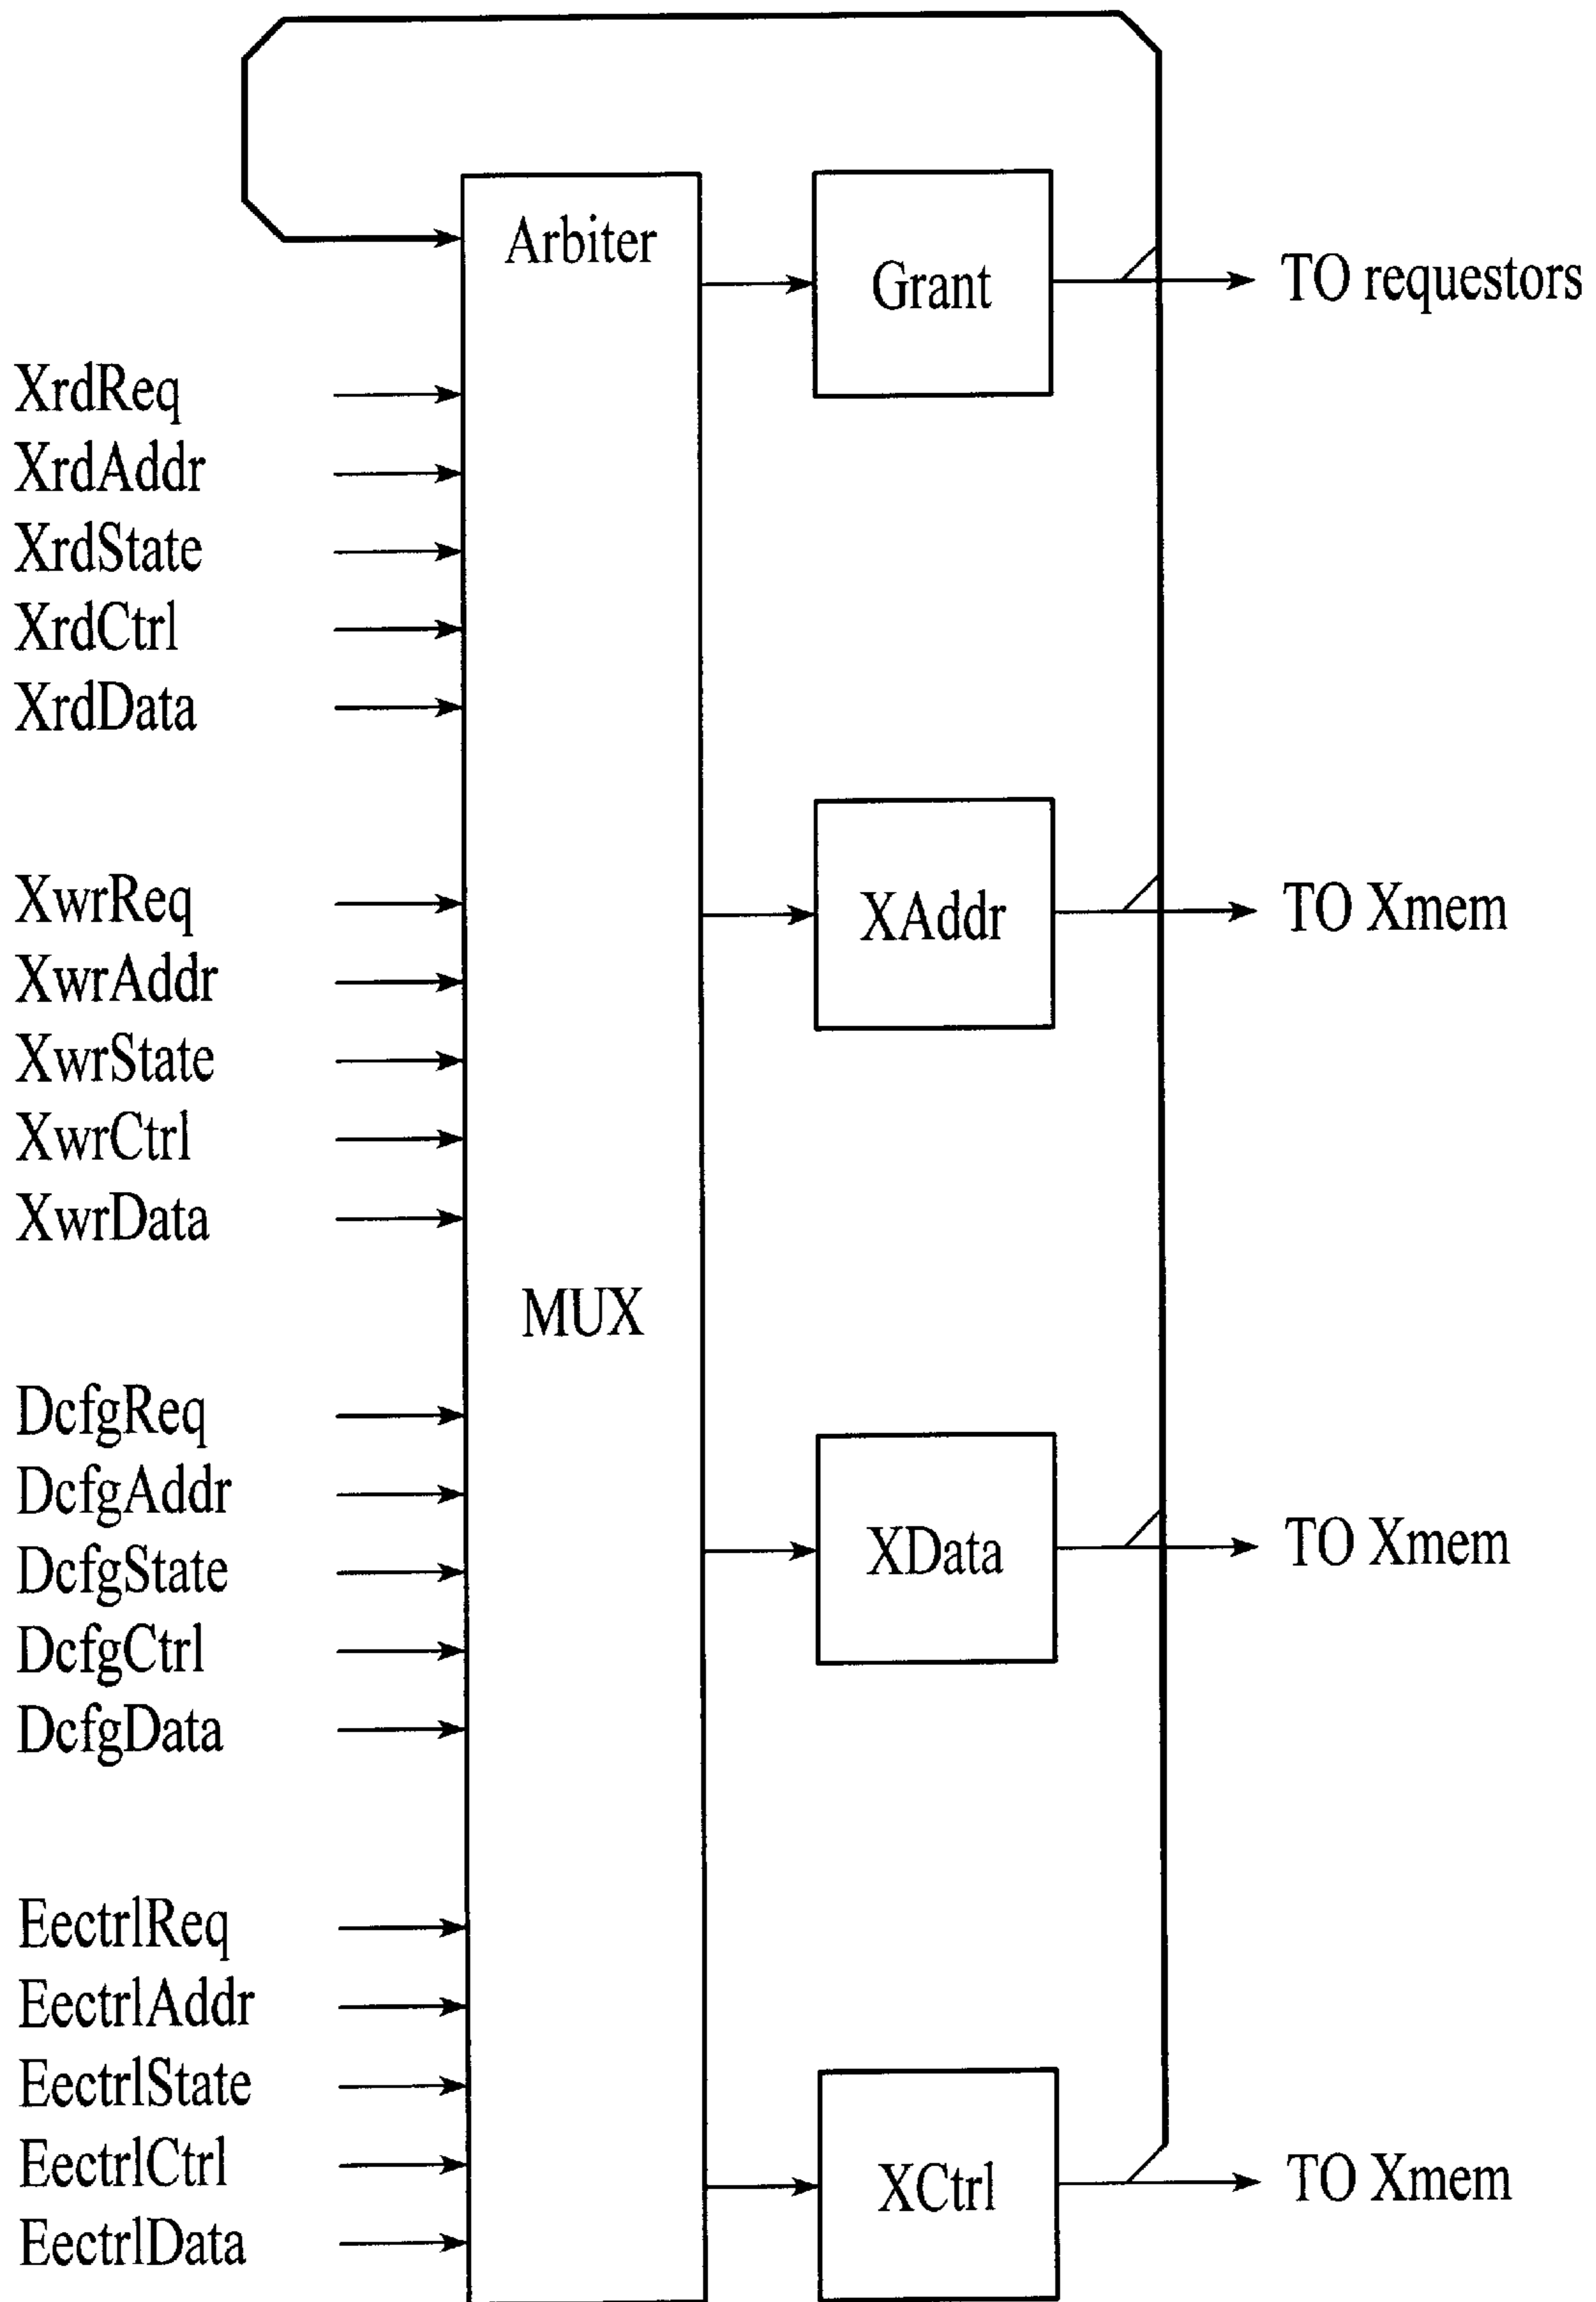 Arbiter
Grant
TO requestors
XrdReq
XrdAddr
XrdState
XrdCtrl
XrdData
XAddr
TO Xmem
XwrReq
XwrAddr
XwrState
XwrCtrl
XwrData
MUX
DcfgReq
DcfgAddr
DcfgState
DcfgCtrl
DcfgData
XData
TO Xmem
EectrlReq
EectrlAddr
EectrlState
EectrlCtrl
EectrlData
XCtrl
TO Xmem